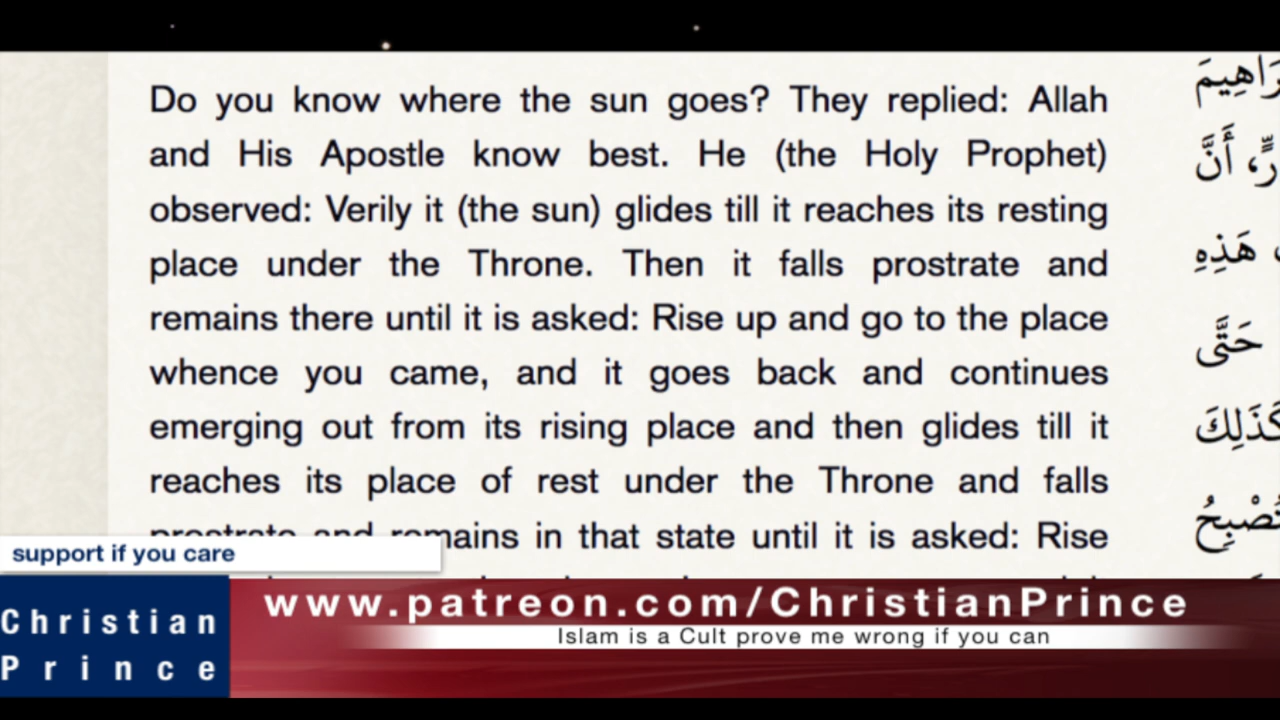 Do you know where the sun goes? They replied: Allah
and His Apostle know best. He (the Holy Prophet)
observed: Verily it (the sun) glides till it reaches its resting
place under the Throne. Then it falls prostrate and
remains there until it is asked: Rise up and go to the place
whence you came, and it goes back and continues
emerging out from its rising place and then glides till it
reaches its place of rest under the Throne and falls
prostrate and remains in that state until it is asked: Rise
أَنَّ
هَذِهِ
حَتَّى
support if you care
Christian
Prince
www.patreon.com/ChristianPrince
Islam is a Cult prove me wrong if you can